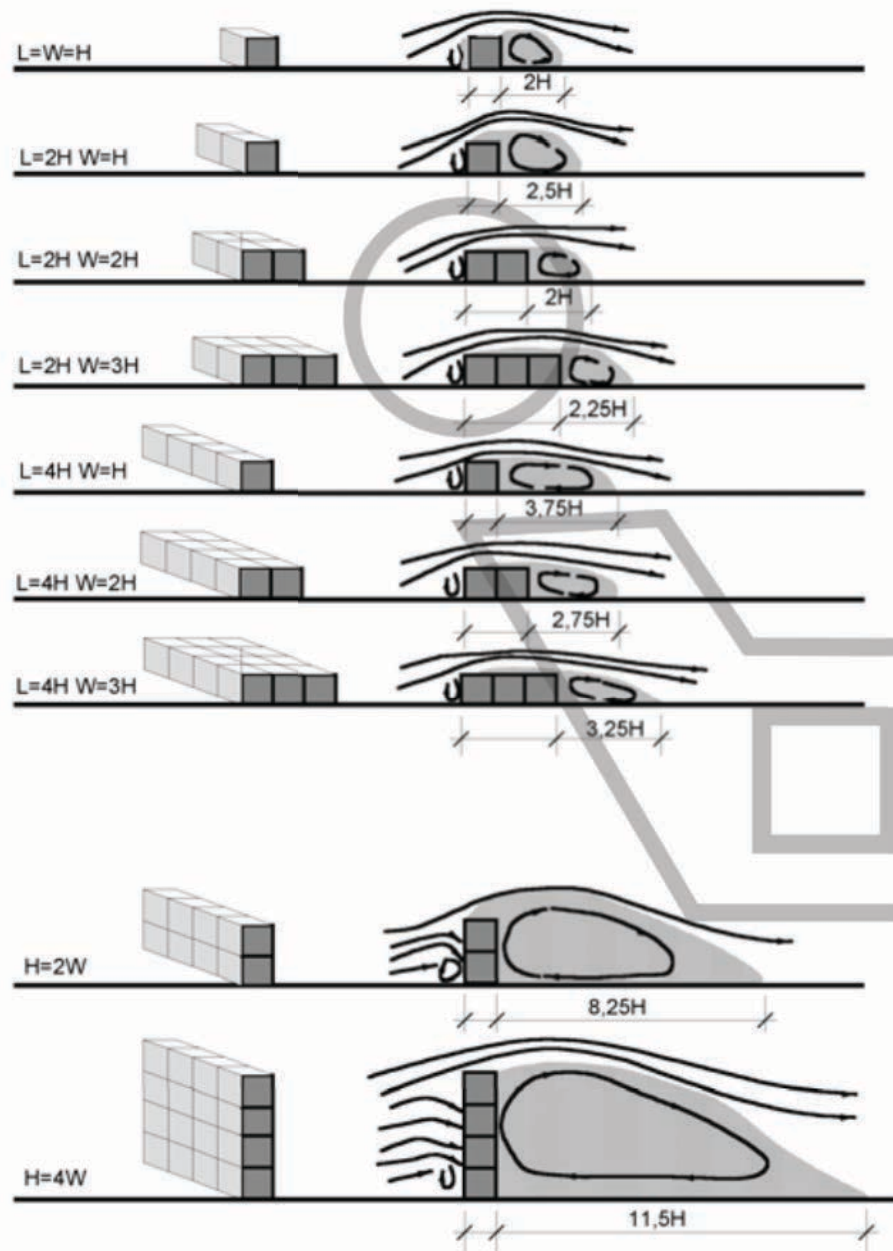 L=W=H
2H
L=2H W=H
2,5H
L=2H W=2H
2H
L=2H W=3H
2,25H
L=4H W=H
3,75H
L=4H W=2H
2,75H
L=4H W=3H
3,25H
H=2W
8,25H
H=4W
11,5H